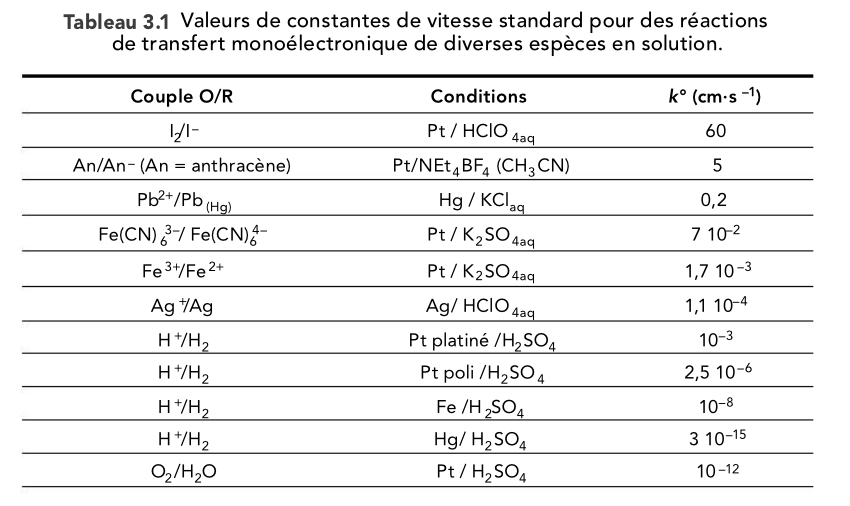 Tableau 3.1 Valeurs de constantes de vitesse standard pour des réactions
de transfert monoélectronique de diverses espèces en solution.
Couple O/R Conditions k° (cm·s⁻¹)
I₂/I⁻ Pt / HClO₄aq 60
An/An⁻ (An = anthracène) Pt/NEt₄BF₄ (CH₃CN) 5
Pb²⁺/Pb (Hg) Hg / KClaq 0,2
Fe(CN)₆³⁻/ Fe(CN)₆⁴⁻ Pt / K₂SO₄aq 7 10⁻²
Fe³⁺/Fe²⁺ Pt / K₂SO₄aq 1,7 10⁻³
Ag⁺/Ag Ag/ HClO₄aq 1,1 10⁻⁴
H⁺/H₂ Pt platiné /H₂SO₄ 10⁻³
H⁺/H₂ Pt poli /H₂SO₄ 2,5 10⁻⁶
H⁺/H₂ Fe /H₂SO₄ 10⁻⁸
H⁺/H₂ Hg/ H₂SO₄ 3 10⁻¹⁵
O₂/H₂O Pt / H₂SO₄ 10⁻¹²